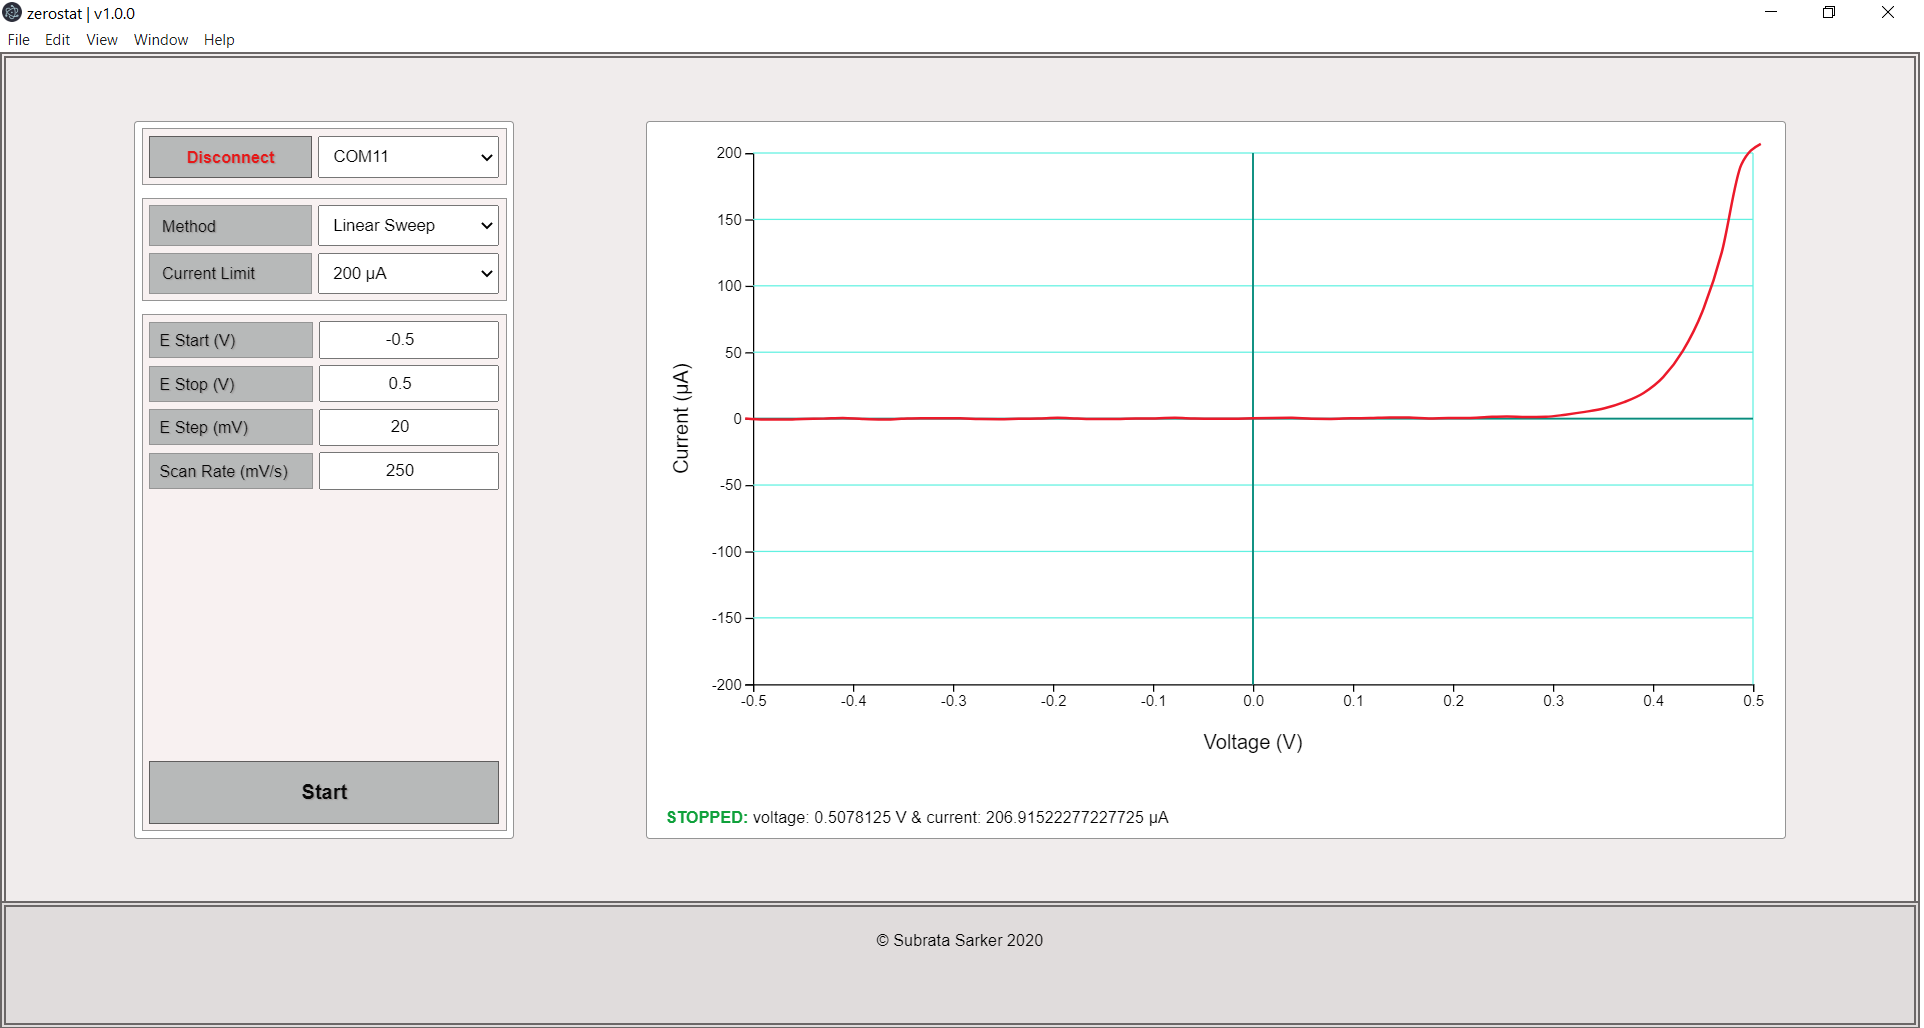 zerostat | v1.0.0
File Edit View Window Help
Disconnect COM11
Method Linear Sweep
Current Limit 200 µA
E Start (V) -0.5
E Stop (V) 0.5
E Step (mV) 20
Scan Rate (mV/s) 250
Start
200
150
100
50
0
-50
-100
-150
-200
Current (µA)
-0.5 -0.4 -0.3 -0.2 -0.1 0.0 0.1 0.2 0.3 0.4 0.5
Voltage (V)
STOPPED: voltage: 0.5078125 V & current: 206.91522277227725 µA
© Subrata Sarker 2020